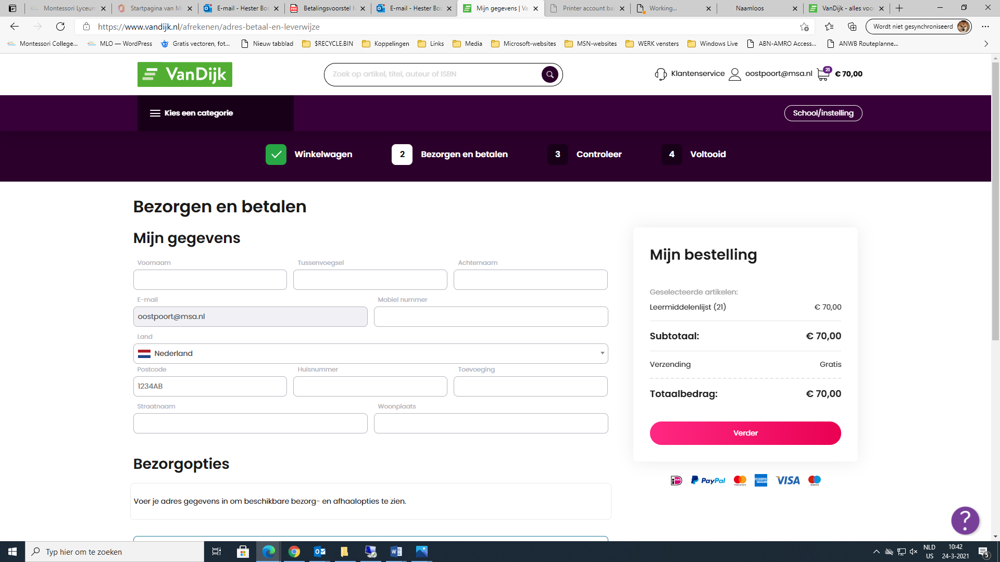 Montessori Lyceum
Startpagina van Mi
E-mail - Hester Bos
Betalingsvoorstel M
E-mail - Hester Bos
Mijn gegevens | Va
Printer account bal
Working...
Naamloos
VanDijk - alles voo
https://www.vandijk.nl/afrekenen/adres-betaal-en-leverwijze
Wordt niet gesynchroniseerd
Montessori College...
MLO — WordPress
Gratis vectoren, fot...
Nieuw tabblad
$RECYCLE.BIN
Koppelingen
Links
Media
Microsoft-websites
MSN-websites
WERK vensters
Windows Live
ABN-AMRO Access...
ANWB Routeplanne...
VanDijk
Zoek op artikel, titel, auteur of ISBN
Klantenservice
oostpoort@msa.nl
21
€ 70,00
Kies een categorie
School/instelling
Winkelwagen
2 Bezorgen en betalen
3 Controleer
4 Voltooid
Bezorgen en betalen
Mijn gegevens
Voornaam
Tussenvoegsel
Achternaam
E-mail
Mobiel nummer
oostpoort@msa.nl
Land
Nederland
Postcode
Huisnummer
Toevoeging
1234AB
Straatnaam
Woonplaats
Bezorgopties
Voer je adres gegevens in om beschikbare bezorg- en afhaalopties te zien.
Mijn bestelling
Geselecteerde artikelen:
Leermiddelenlijst (21) € 70,00
Subtotaal: € 70,00
Verzending Gratis
Totaalbedrag: € 70,00
Verder
PayPal
VISA
?
Typ hier om te zoeken
NLD
US
10:42
24-3-2021
5